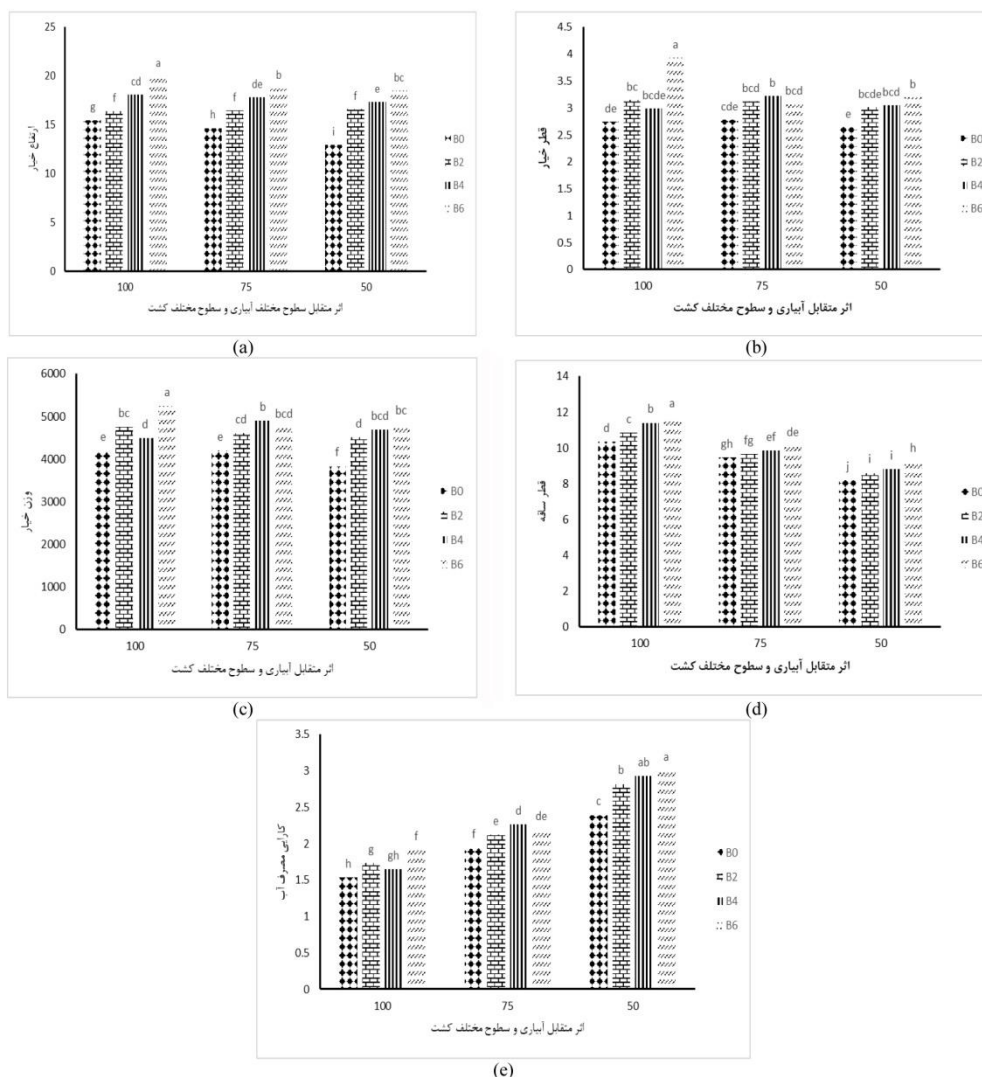 25
20
15
10
5
0
ارتفاع خیار
g f cd a
h f de b
i f e bc
100 75 50
اثر متقابل سطوح مختلف آبیاری و سطوح مختلف کشت
B0
B2
B4
B6
(a)
4.5
4
3.5
3
2.5
2
1.5
1
0.5
0
قطر خیار
de bc bcde a
cde bcd b bcd
e bcde bcd b
100 75 50
اثر متقابل آبیاری و سطوح مختلف کشت
B0
B2
B4
B6
(b)
6000
5000
4000
3000
2000
1000
0
وزن خیار
e bc d a
e cd b bcd
f d bcd bc
100 75 50
اثر متقابل آبیاری و سطوح مختلف کشت
B0
B2
B4
B6
(c)
14
12
10
8
6
4
2
0
قطر ساقه
d c b a
gh fg ef de
j i i h
100 75 50
اثر متقابل آبیاری و سطوح مختلف کشت
B0
B2
B4
B6
(d)
3.5
3
2.5
2
1.5
1
0.5
0
کارایی مصرف آب
h g gh f
f e d de
c b ab a
100 75 50
اثر متقابل آبیاری و سطوح مختلف کشت
B0
B2
B4
B6
(e)